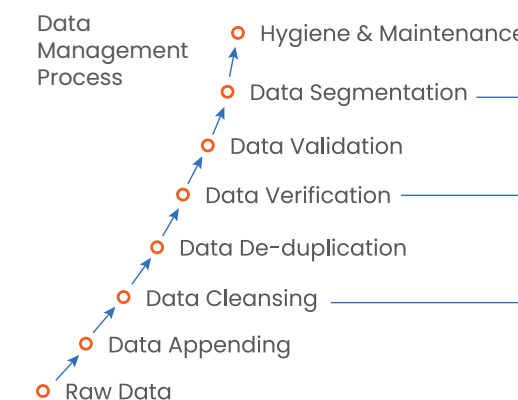 Data
Management
Process
Hygiene & Maintenance
Data Segmentation
Data Validation
Data Verification
Data De-duplication
Data Cleansing
Data Appending
Raw Data